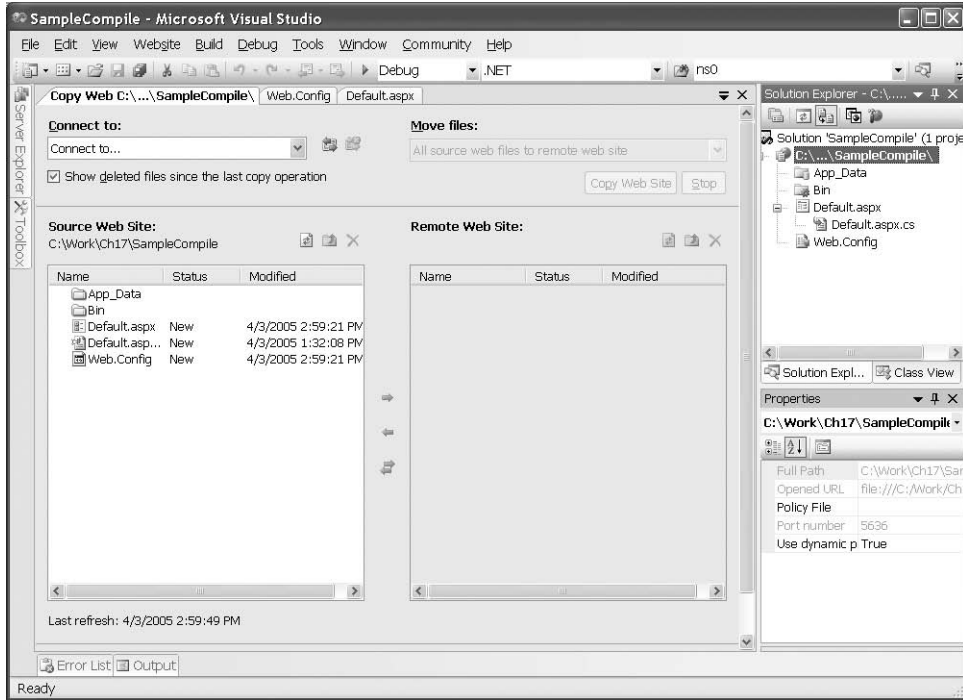 SampleCompile - Microsoft Visual Studio
File Edit View Website Build Debug Tools Window Community Help
Debug .NET ns0
Server Explorer
Toolbox
Copy Web C:\...\SampleCompile\ Web.Config Default.aspx
Connect to:
Connect to...
Show deleted files since the last copy operation
Move files:
All source web files to remote web site
Copy Web Site Stop
Source Web Site:
C:\Work\Ch17\SampleCompile
Name Status Modified
App_Data
Bin
Default.aspx New 4/3/2005 2:59:21 PM
Default.asp... New 4/3/2005 1:32:08 PM
Web.Config New 4/3/2005 2:59:21 PM
Last refresh: 4/3/2005 2:59:49 PM
Remote Web Site:
Name Status Modified
Solution Explorer - C:\.....
Solution 'SampleCompile' (1 proje
C:\...\SampleCompile\
App_Data
Bin
Default.aspx
Default.aspx.cs
Web.Config
Solution Expl... Class View
Properties
C:\Work\Ch17\SampleCompile
Full Path C:\Work\Ch17\Sar
Opened URL file:///C:/Work/Ch
Policy File
Port number 5636
Use dynamic p True
Error List Output
Ready